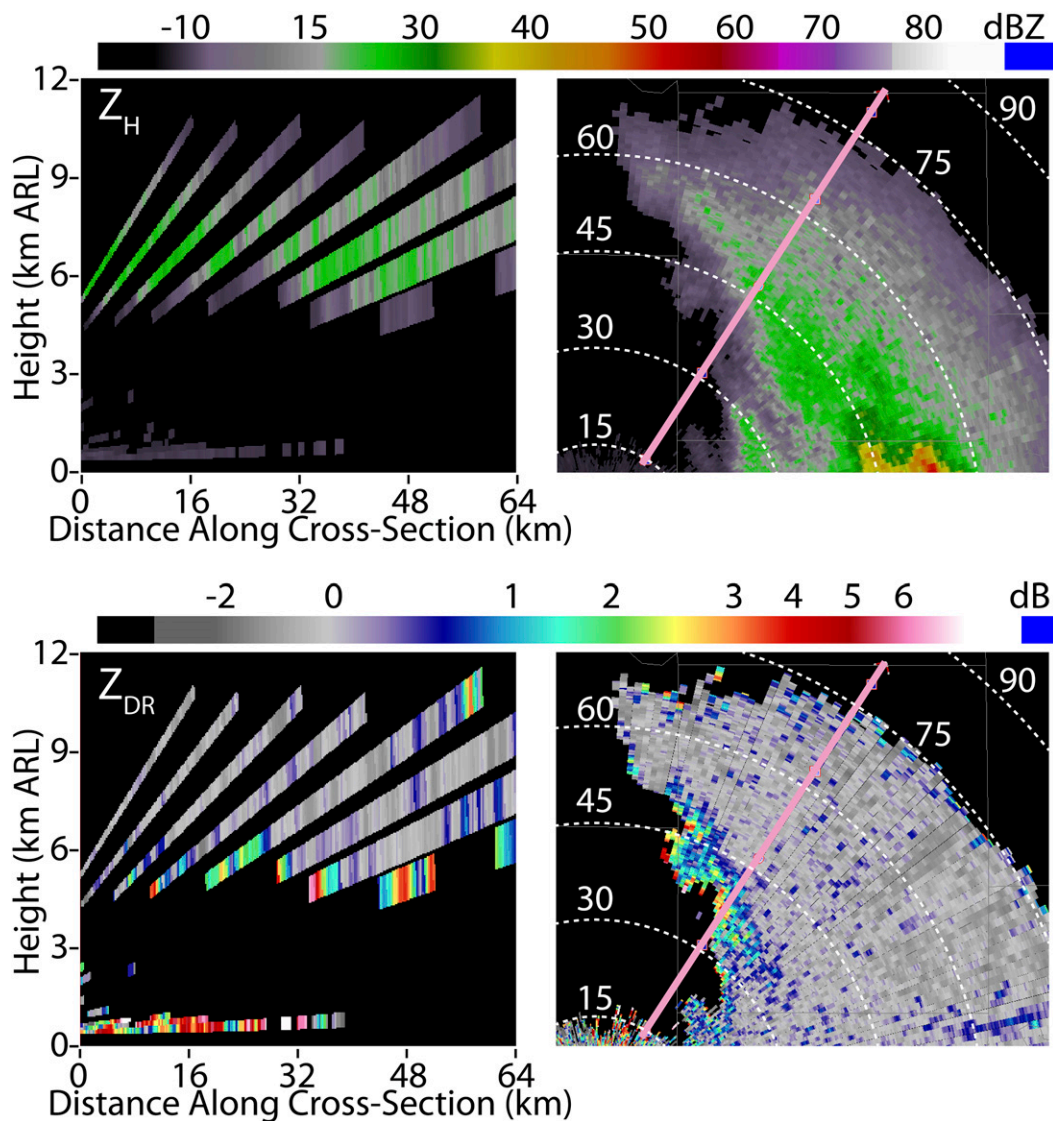 -10 15 30 40 50 60 70 80 dBZ
12
9
6
3
0
Height (km ARL)
Z_H
0 16 32 48 64
Distance Along Cross-Section (km)
90
75
60
45
30
15
-2 0 1 2 3 4 5 6 dB
12
9
6
3
0
Height (km ARL)
Z_DR
0 16 32 48 64
Distance Along Cross-Section (km)
90
75
60
45
30
15